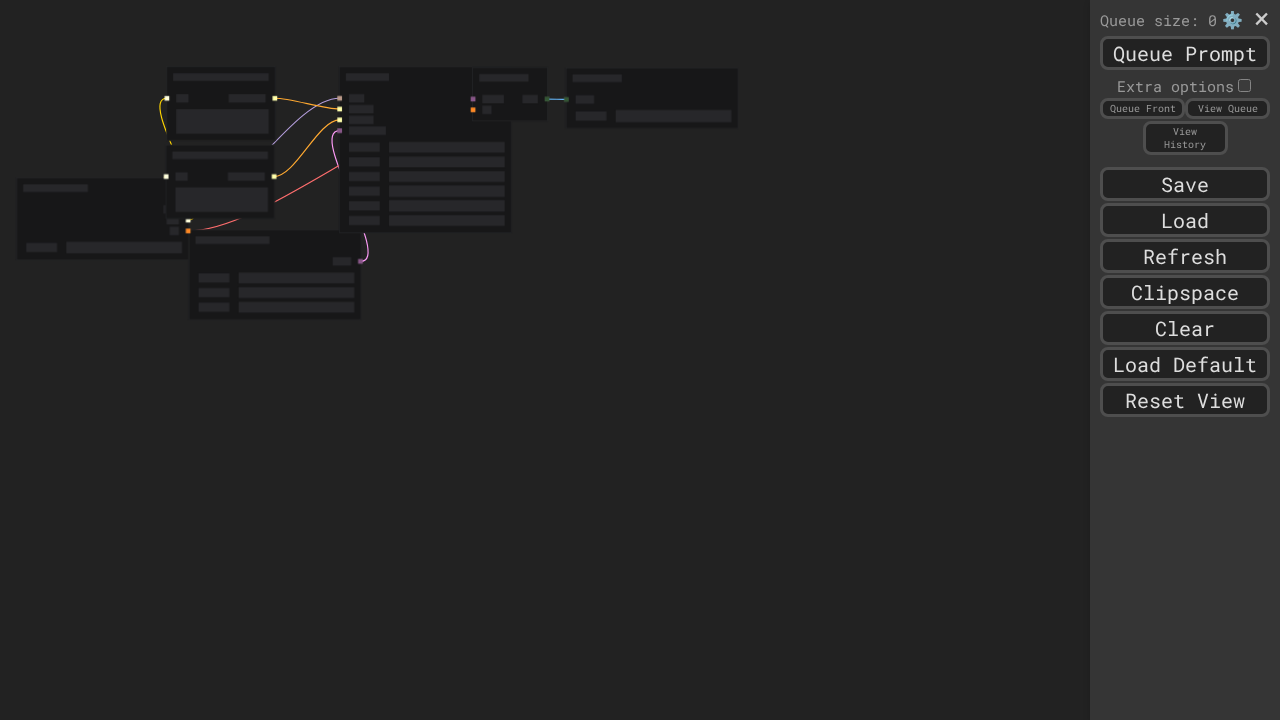 Queue size: 0
Queue Prompt
Extra options
Queue Front
View Queue
View
History
Save
Load
Refresh
Clipspace
Clear
Load Default
Reset View